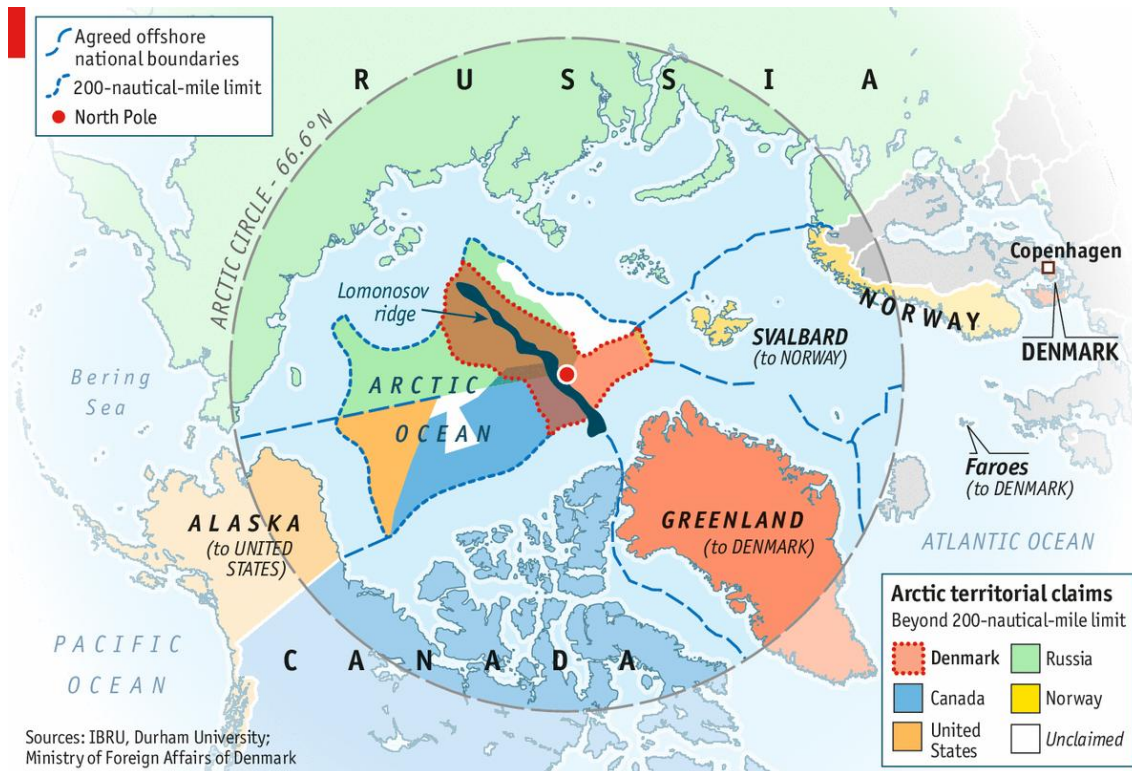 Agreed offshore
national boundaries
200-nautical-mile limit
North Pole
RUSSIA
ARCTIC CIRCLE - 66.6°N
Lomonosov
ridge
ARCTIC
OCEAN
Bering
Sea
SVALBARD
(to NORWAY)
NORWAY
Copenhagen
DENMARK
Faroes
(to DENMARK)
ALASKA
(to UNITED
STATES)
GREENLAND
(to DENMARK)
ATLANTIC OCEAN
PACIFIC
OCEAN
CANADA
Arctic territorial claims
Beyond 200-nautical-mile limit
Denmark
Russia
Canada
Norway
United
States
Unclaimed
Sources: IBRU, Durham University;
Ministry of Foreign Affairs of Denmark